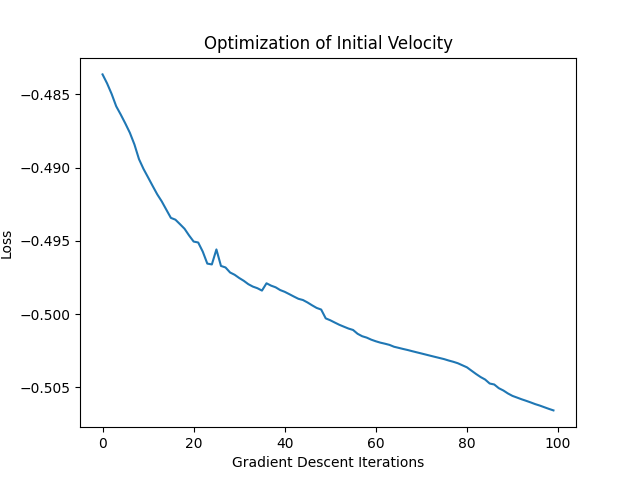 Optimization of Initial Velocity
−0.485
−0.490
−0.495
−0.500
−0.505
Loss
0 20 40 60 80 100
Gradient Descent Iterations